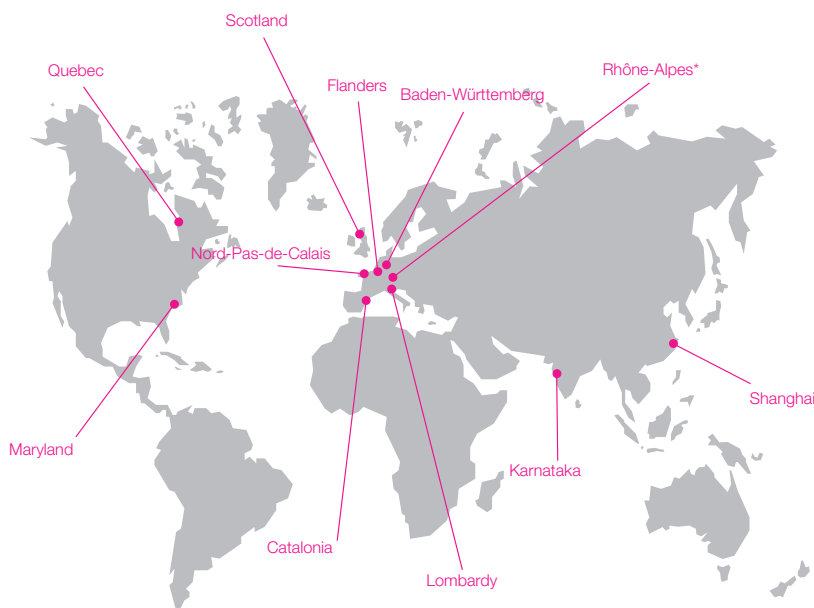 Scotland
Quebec
Rhône-Alpes*
Flanders
Baden-Württemberg
Nord-Pas-de-Calais
Shanghai
Maryland
Karnataka
Catalonia
Lombardy